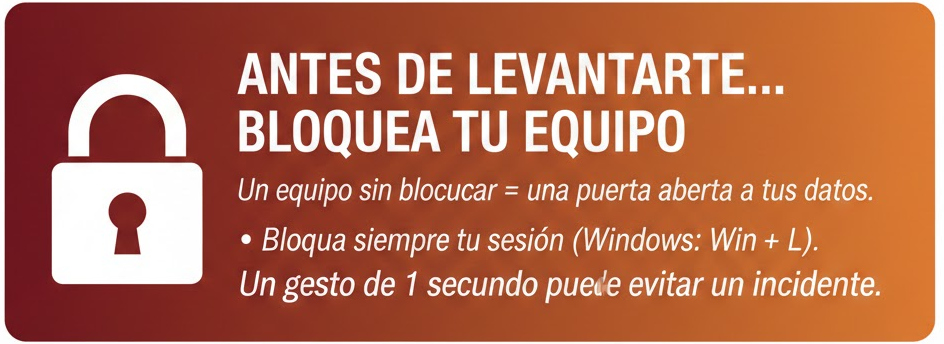 ANTES DE LEVANTARTE...
BLOQUEA TU EQUIPO
Un equipo sin blocucar = una puerta aberta a tus datos.
• Bloqua siempre tu sesión (Windows: Win + L).
Un gesto de 1 secundo puede evitar un incidente.